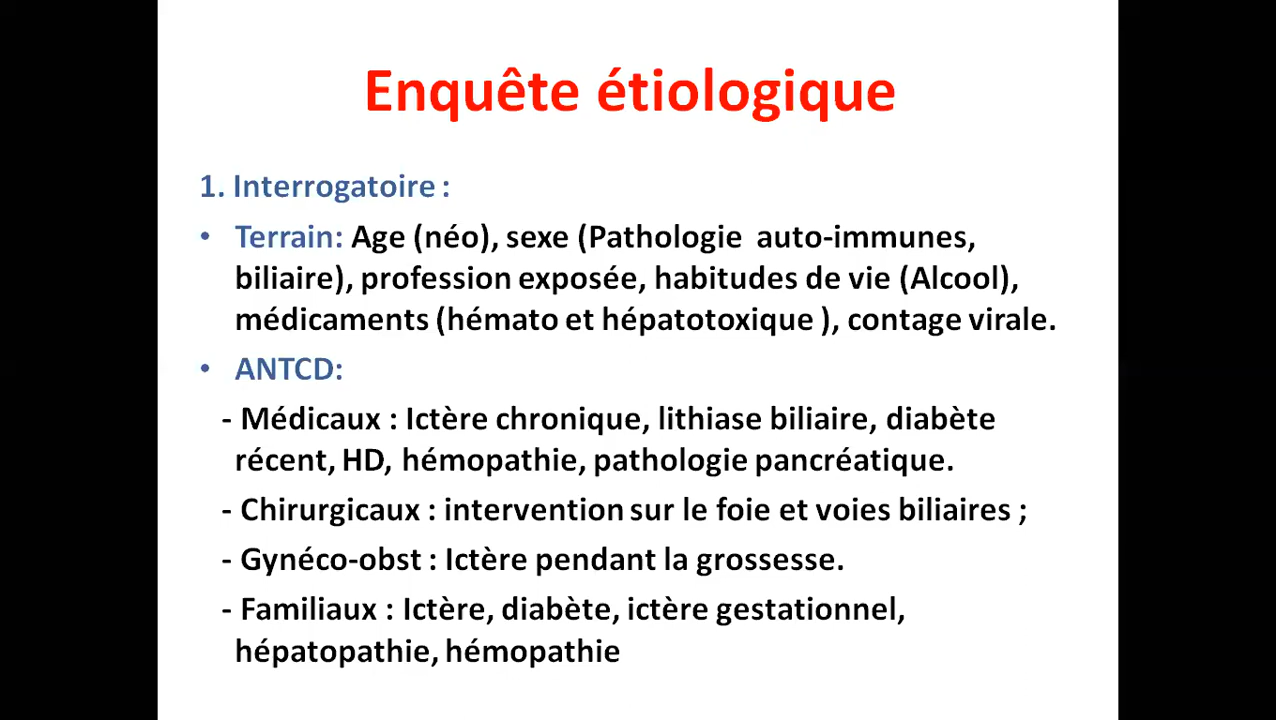 Enquête étiologique
1. Interrogatoire :
• Terrain: Age (néo), sexe (Pathologie auto-immunes,
biliaire), profession exposée, habitudes de vie (Alcool),
médicaments (hémato et hépatotoxique ), contage virale.
• ANTCD:
- Médicaux : Ictère chronique, lithiase biliaire, diabète
récent, HD, hémopathie, pathologie pancréatique.
- Chirurgicaux : intervention sur le foie et voies biliaires ;
- Gynéco-obst : Ictère pendant la grossesse.
- Familiaux : Ictère, diabète, ictère gestationnel,
hépatopathie, hémopathie